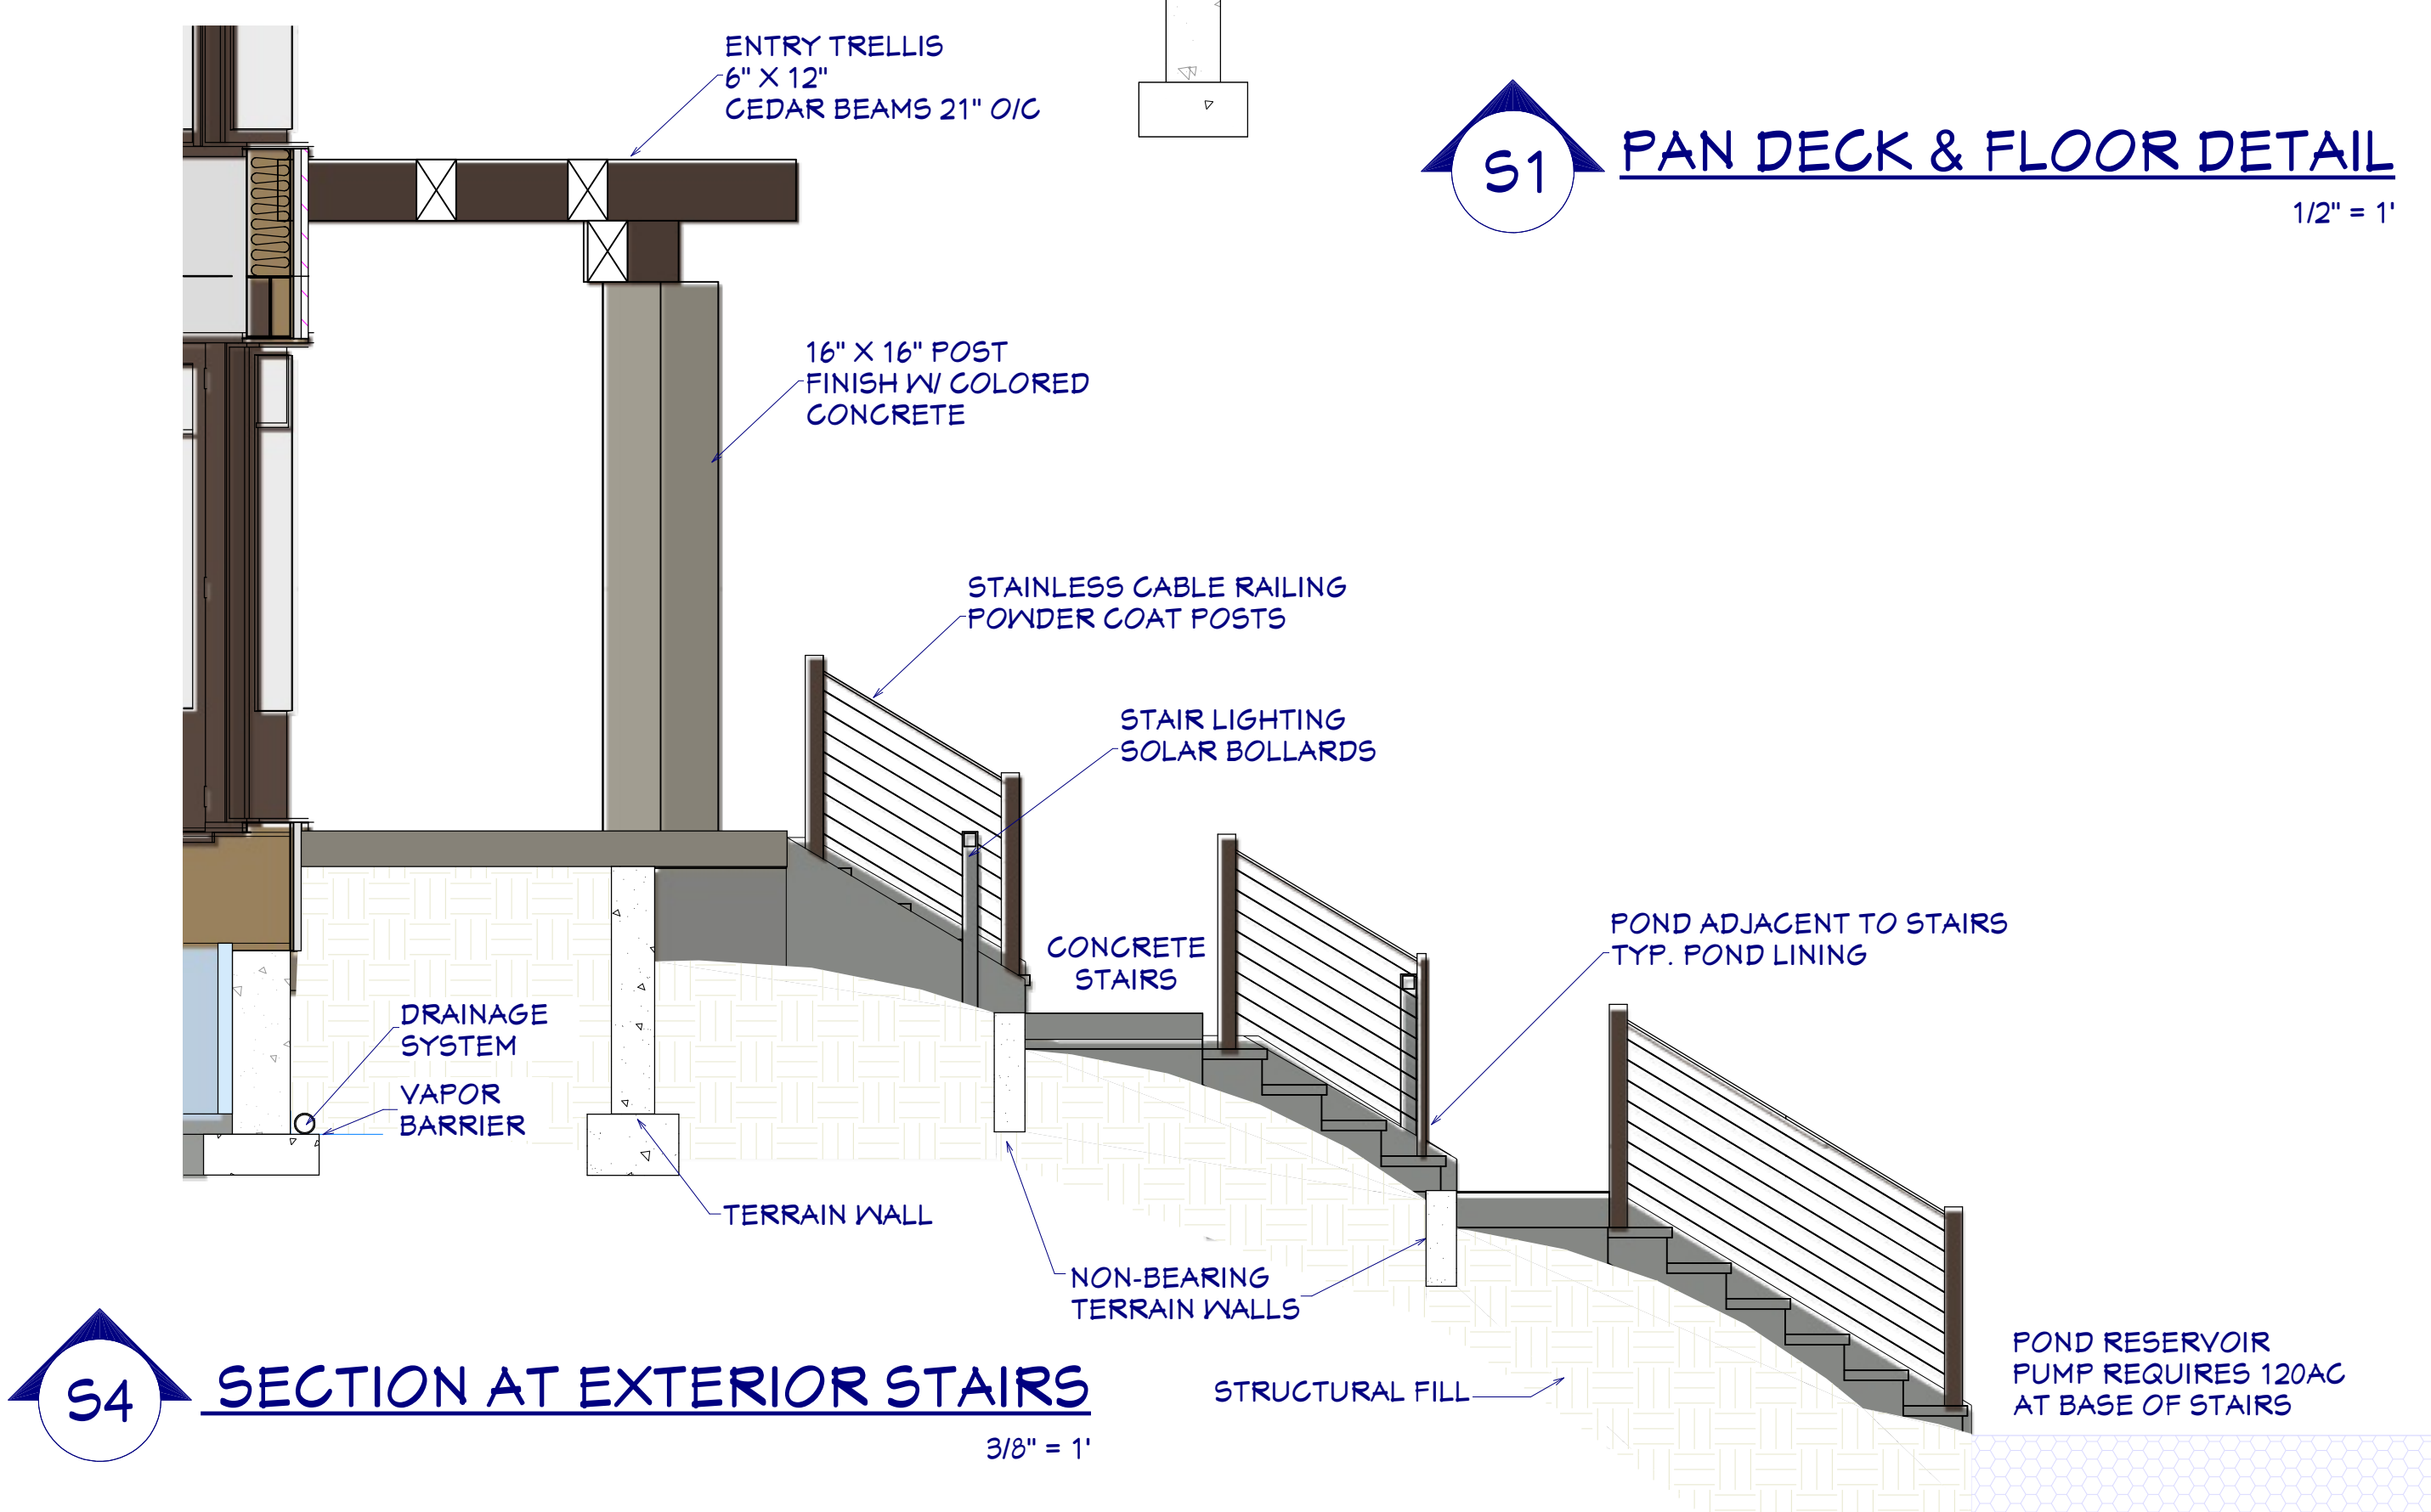 ENTRY TRELLIS
6" X 12"
CEDAR BEAMS 21" O/C
S1
PAN DECK & FLOOR DETAIL
1/2" = 1'
16" X 16" POST
FINISH W/ COLORED
CONCRETE
STAINLESS CABLE RAILING
POWDER COAT POSTS
STAIR LIGHTING
SOLAR BOLLARDS
CONCRETE
STAIRS
POND ADJACENT TO STAIRS
TYP. POND LINING
DRAINAGE
SYSTEM
VAPOR
BARRIER
TERRAIN WALL
NON-BEARING
TERRAIN WALLS
STRUCTURAL FILL
POND RESERVOIR
PUMP REQUIRES 120AC
AT BASE OF STAIRS
S4
SECTION AT EXTERIOR STAIRS
3/8" = 1'